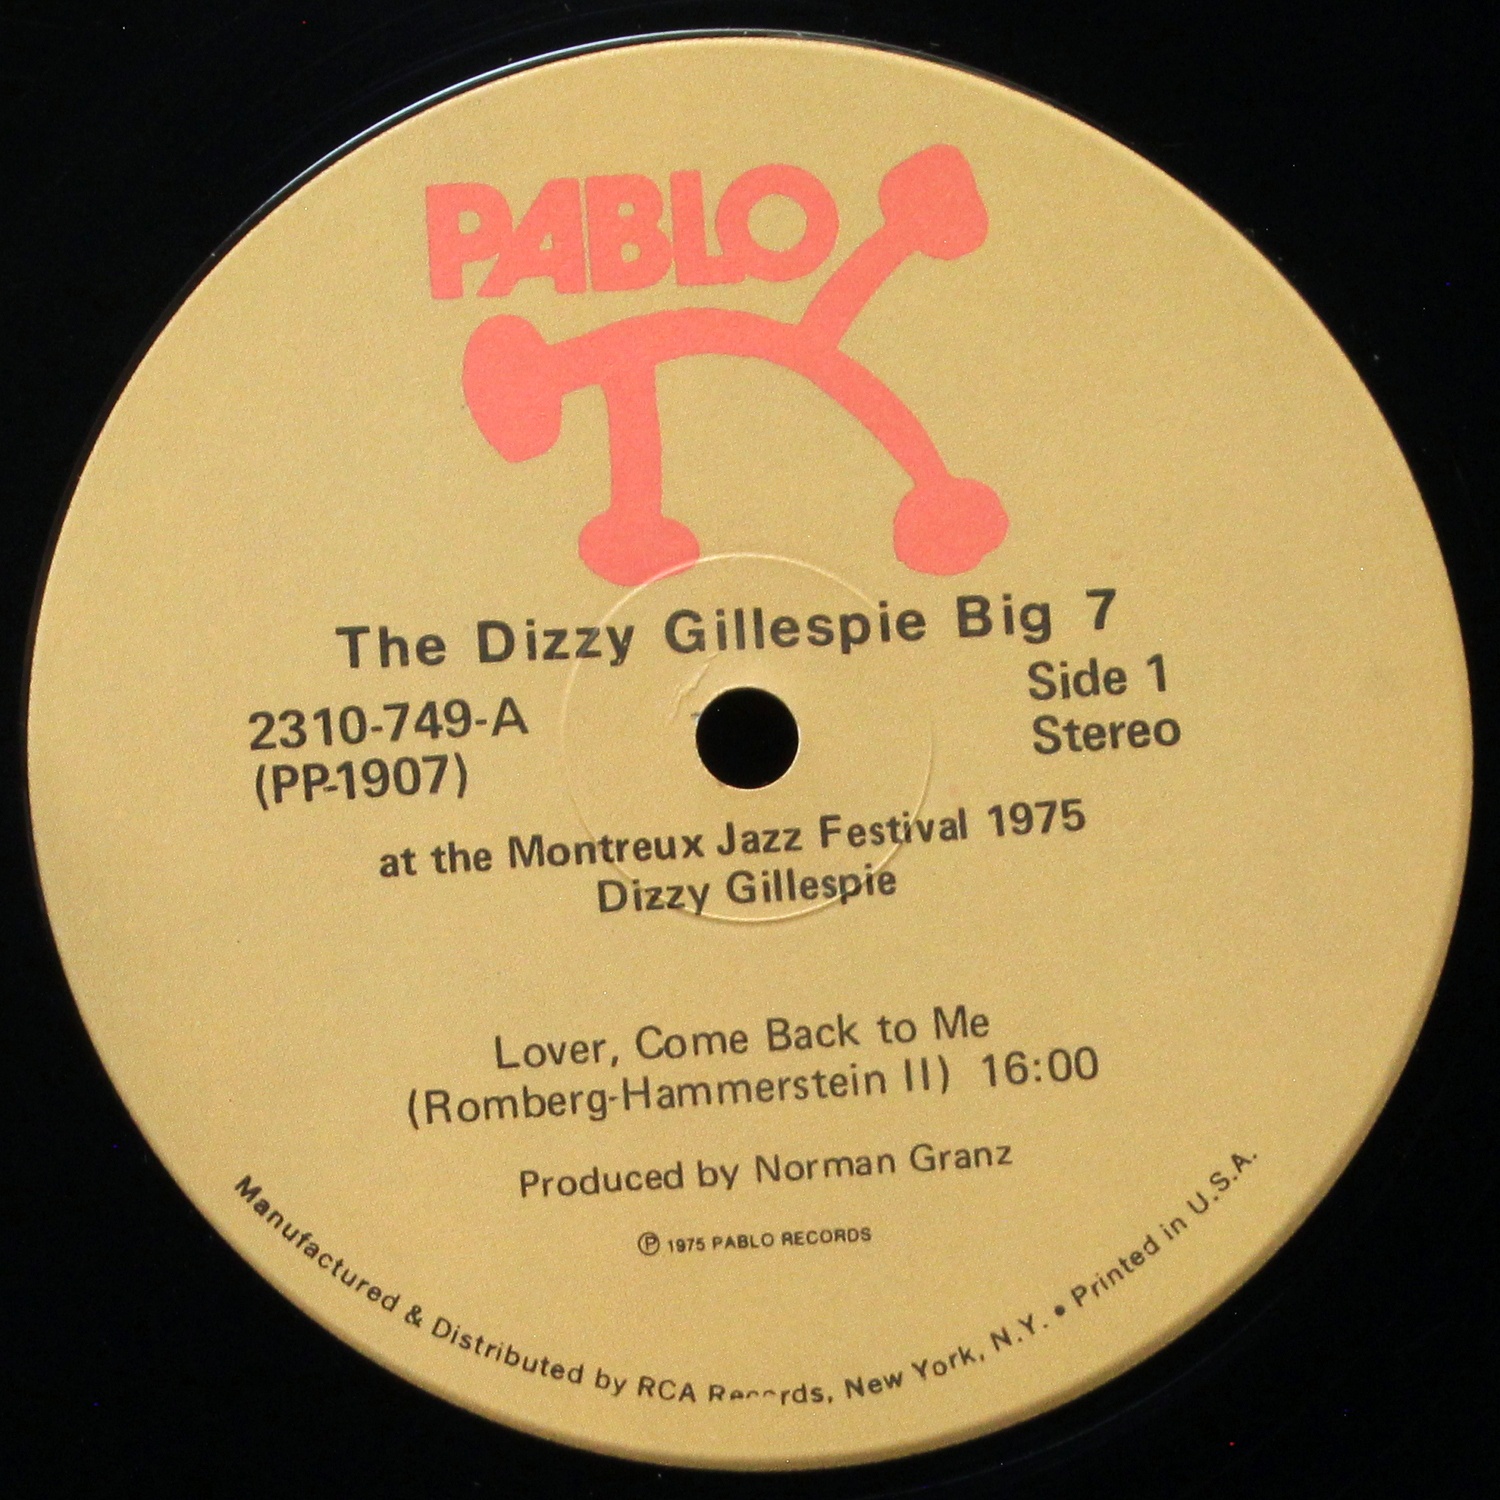 PABLO
The Dizzy Gillespie Big 7
2310-749-A
(PP-1907)
Side 1
Stereo
at the Montreux Jazz Festival 1975
Dizzy Gillespie
Lover, Come Back to Me
(Romberg-Hammerstein II) 16:00
Produced by Norman Granz
℗ 1975 PABLO RECORDS
Manufactured & Distributed by RCA Records, New York, N.Y. • Printed in U.S.A.